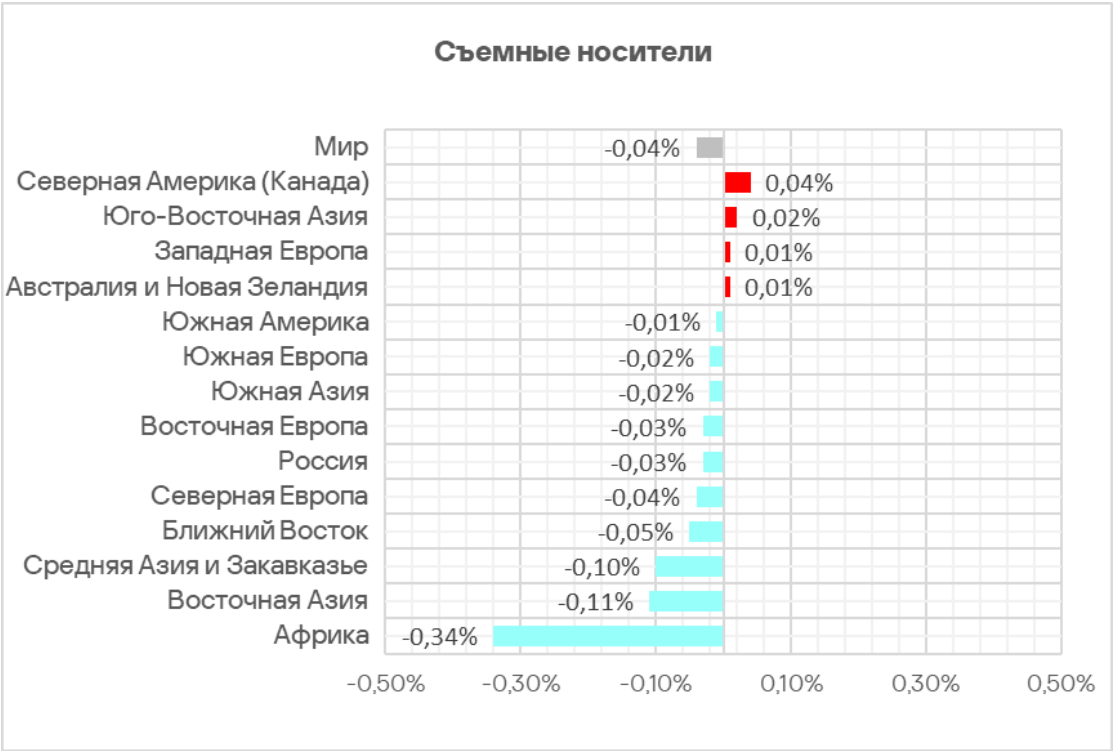 Съемные носители
Мир -0,04%
Северная Америка (Канада) 0,04%
Юго-Восточная Азия 0,02%
Западная Европа 0,01%
Австралия и Новая Зеландия 0,01%
Южная Америка -0,01%
Южная Европа -0,02%
Южная Азия -0,02%
Восточная Европа -0,03%
Россия -0,03%
Северная Европа -0,04%
Ближний Восток -0,05%
Средняя Азия и Закавказье -0,10%
Восточная Азия -0,11%
Африка -0,34%
-0,50% -0,30% -0,10% 0,10% 0,30% 0,50%